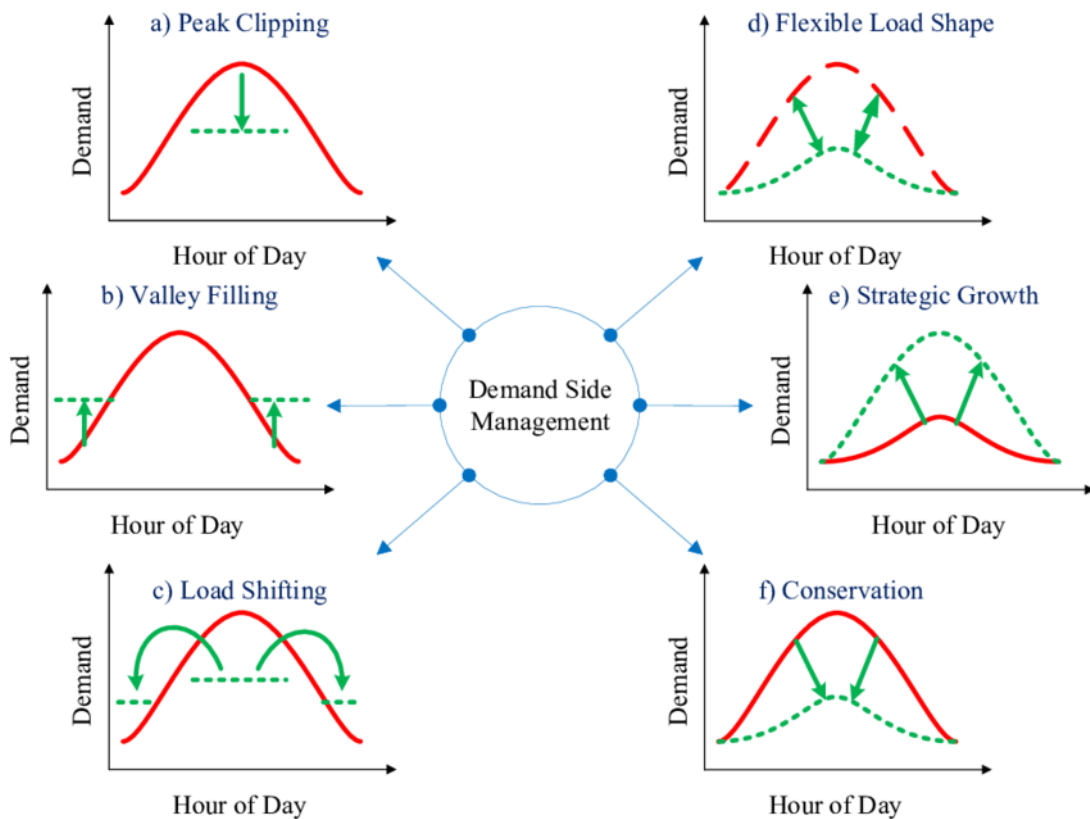 a) Peak Clipping
Demand
Hour of Day
b) Valley Filling
Demand
Hour of Day
c) Load Shifting
Demand
Hour of Day
Demand Side
Management
d) Flexible Load Shape
Demand
Hour of Day
e) Strategic Growth
Demand
Hour of Day
f) Conservation
Demand
Hour of Day